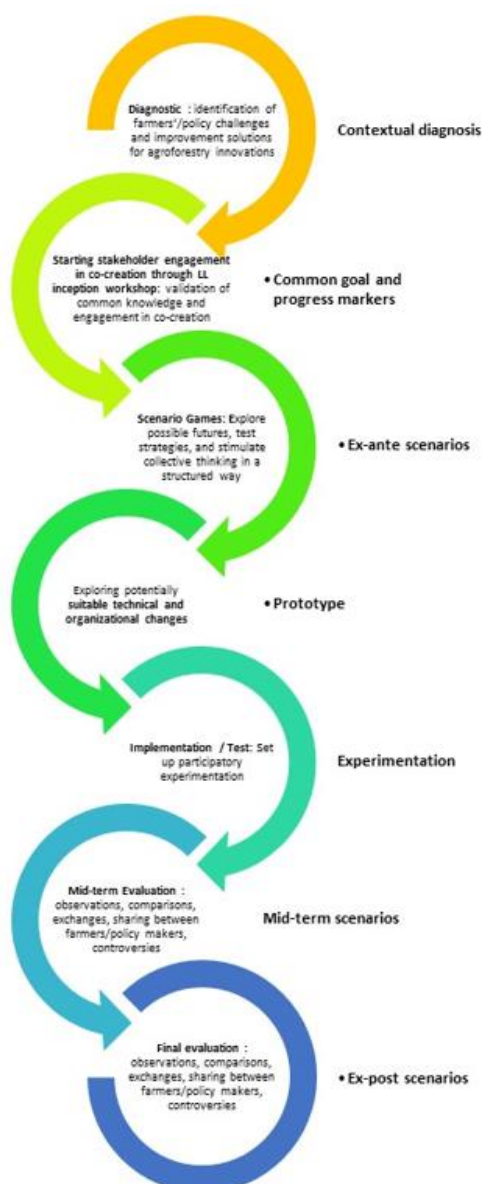 Diagnostic : identification of
farmers'/policy challenges
and improvement solutions
for agroforestry innovations
Contextual diagnosis
Starting stakeholder engagement
in co-creation through LL
inception workshop: validation of
common knowledge and
engagement in co-creation
• Common goal and
progress markers
Scenario Games: Explore
possible futures, test
strategies, and stimulate
collective thinking in a
structured way
• Ex-ante scenarios
Exploring potentially
suitable technical and
organizational changes
• Prototype
Implementation / Test: Set
up participatory
experimentation
Experimentation
Mid-term Evaluation :
observations, comparisons,
exchanges, sharing between
farmers/policy makers,
controversies
Mid-term scenarios
Final evaluation :
observations, comparisons,
exchanges, sharing between
farmers/policy makers,
controversies
• Ex-post scenarios